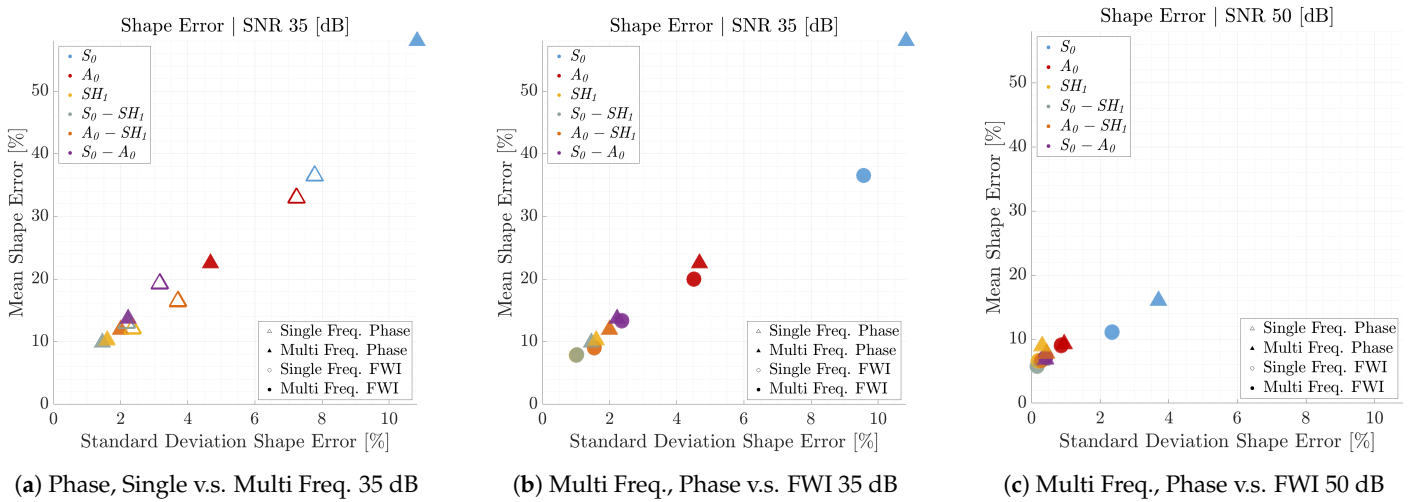 Shape Error | SNR 35 [dB]
Mean Shape Error [%]
50
40
30
20
10
0
S0
A0
SH1
S0 − SH1
A0 − SH1
S0 − A0
Single Freq. Phase
Multi Freq. Phase
Single Freq. FWI
Multi Freq. FWI
0 2 4 6 8 10
Standard Deviation Shape Error [%]
(a) Phase, Single v.s. Multi Freq. 35 dB
Shape Error | SNR 35 [dB]
Mean Shape Error [%]
50
40
30
20
10
0
S0
A0
SH1
S0 − SH1
A0 − SH1
S0 − A0
Single Freq. Phase
Multi Freq. Phase
Single Freq. FWI
Multi Freq. FWI
0 2 4 6 8 10
Standard Deviation Shape Error [%]
(b) Multi Freq., Phase v.s. FWI 35 dB
Shape Error | SNR 50 [dB]
Mean Shape Error [%]
50
40
30
20
10
0
S0
A0
SH1
S0 − SH1
A0 − SH1
S0 − A0
Single Freq. Phase
Multi Freq. Phase
Single Freq. FWI
Multi Freq. FWI
0 2 4 6 8 10
Standard Deviation Shape Error [%]
(c) Multi Freq., Phase v.s. FWI 50 dB